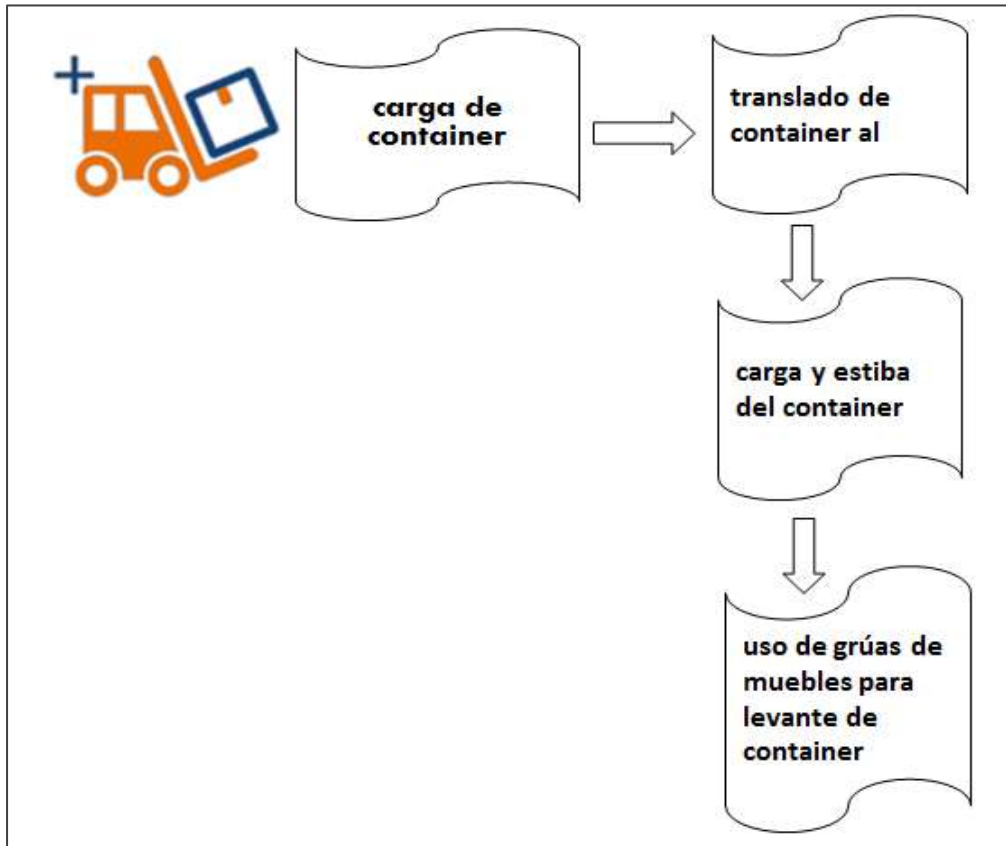 carga de
container
translado de
container al
carga y estiba
del container
uso de grúas de
muebles para
levante de
container